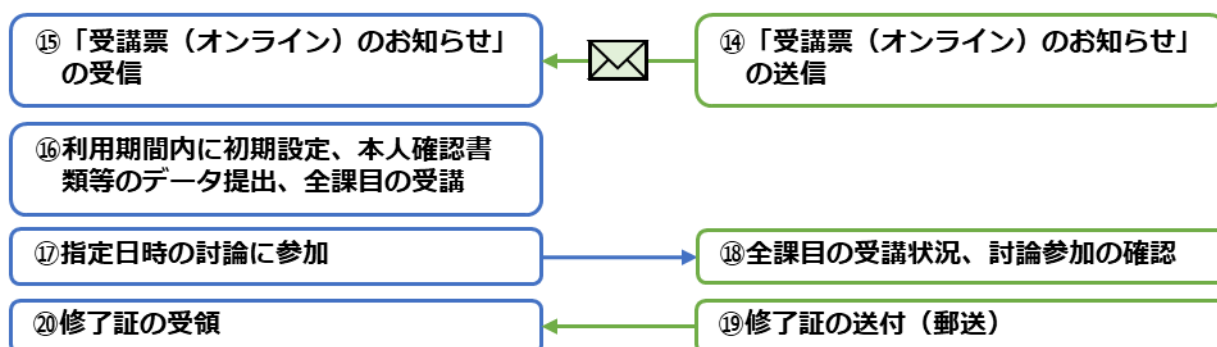 ⑮「受講票（オンライン）のお知らせ」
の受信
⑭「受講票（オンライン）のお知らせ」
の送信
⑯利用期間内に初期設定、本人確認書
類等のデータ提出、全課目の受講
⑰指定日時の討論に参加
⑱全課目の受講状況、討論参加の確認
⑳修了証の受領
⑲修了証の送付（郵送）